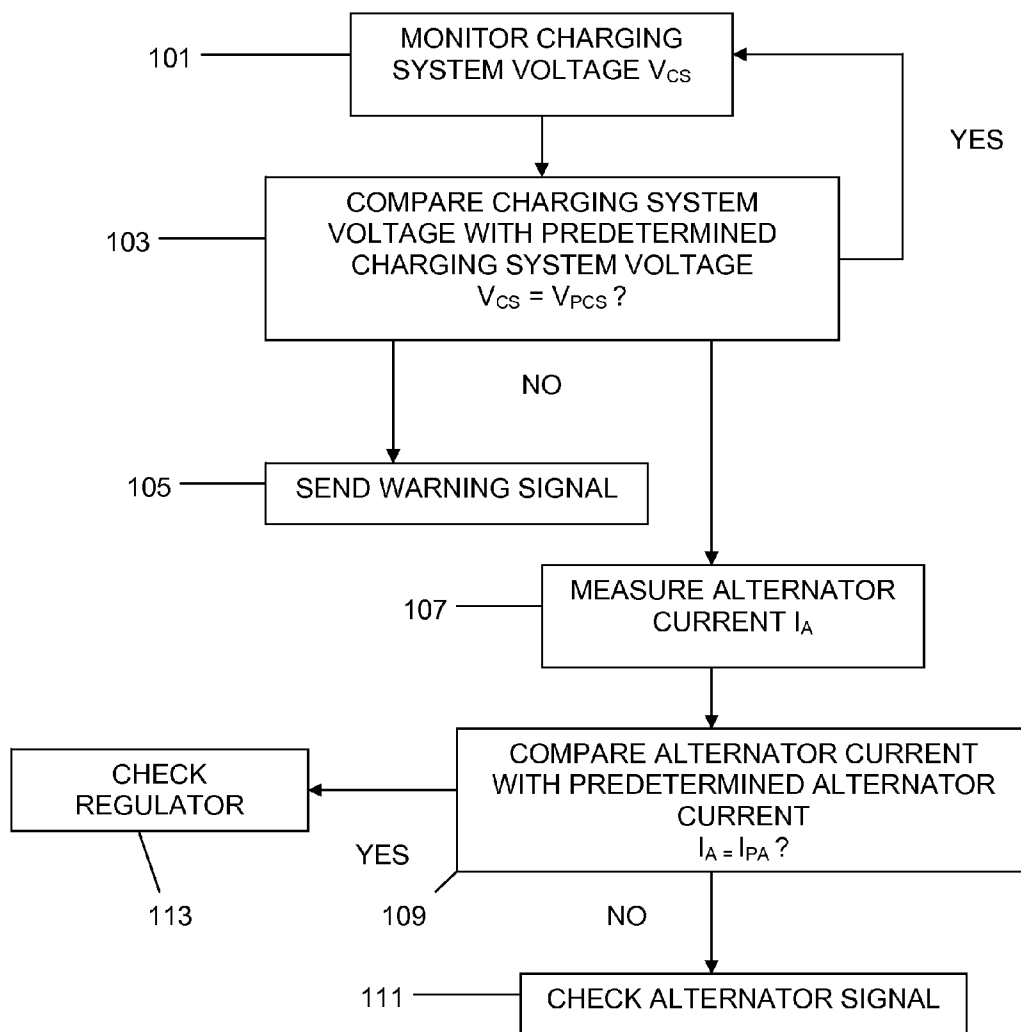 101
MONITOR CHARGING
SYSTEM VOLTAGE VCS
YES
103
COMPARE CHARGING SYSTEM
VOLTAGE WITH PREDETERMINED
CHARGING SYSTEM VOLTAGE
VCS = VPCS ?
NO
105
SEND WARNING SIGNAL
107
MEASURE ALTERNATOR
CURRENT IA
CHECK
REGULATOR
COMPARE ALTERNATOR CURRENT
WITH PREDETERMINED ALTERNATOR
CURRENT
IA = IPA ?
YES
113
109
NO
111
CHECK ALTERNATOR SIGNAL